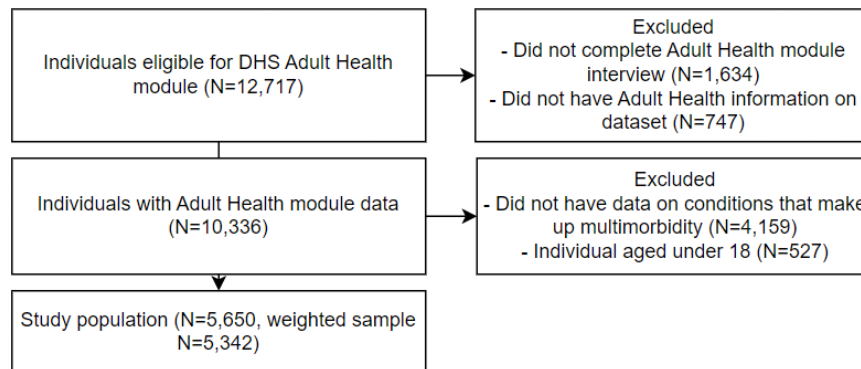 Individuals eligible for DHS Adult Health
module (N=12,717)
Excluded
- Did not complete Adult Health module
interview (N=1,634)
- Did not have Adult Health information on
dataset (N=747)
Individuals with Adult Health module data
(N=10,336)
Excluded
- Did not have data on conditions that make
up multimorbidity (N=4,159)
- Individual aged under 18 (N=527)
Study population (N=5,650, weighted sample
N=5,342)